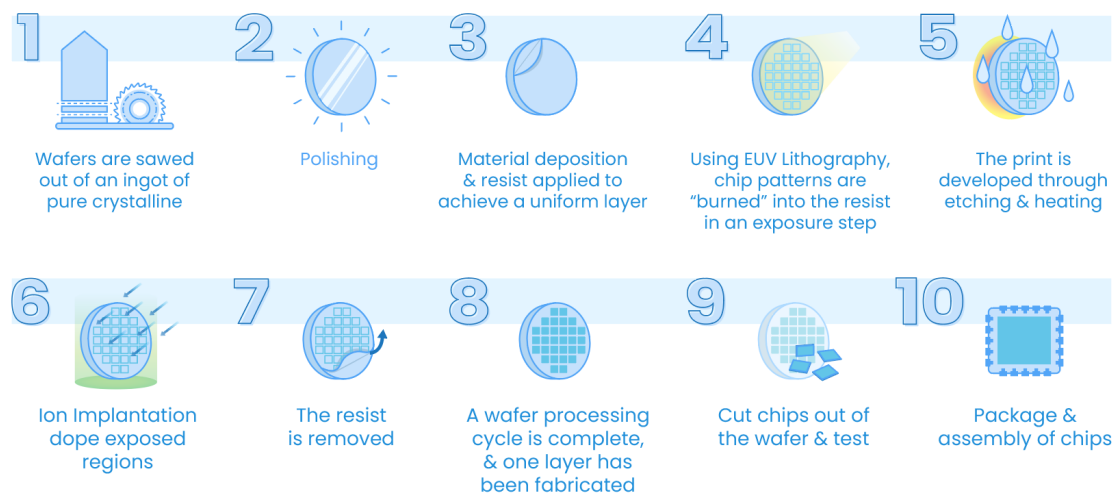 1
Wafers are sawed
out of an ingot of
pure crystalline
2
Polishing
3
Material deposition
& resist applied to
achieve a uniform layer
4
Using EUV Lithography,
chip patterns are
“burned” into the resist
in an exposure step
5
The print is
developed through
etching & heating
6
Ion Implantation
dope exposed
regions
7
The resist
is removed
8
A wafer processing
cycle is complete,
& one layer has
been fabricated
9
Cut chips out of
the wafer & test
10
Package &
assembly of chips